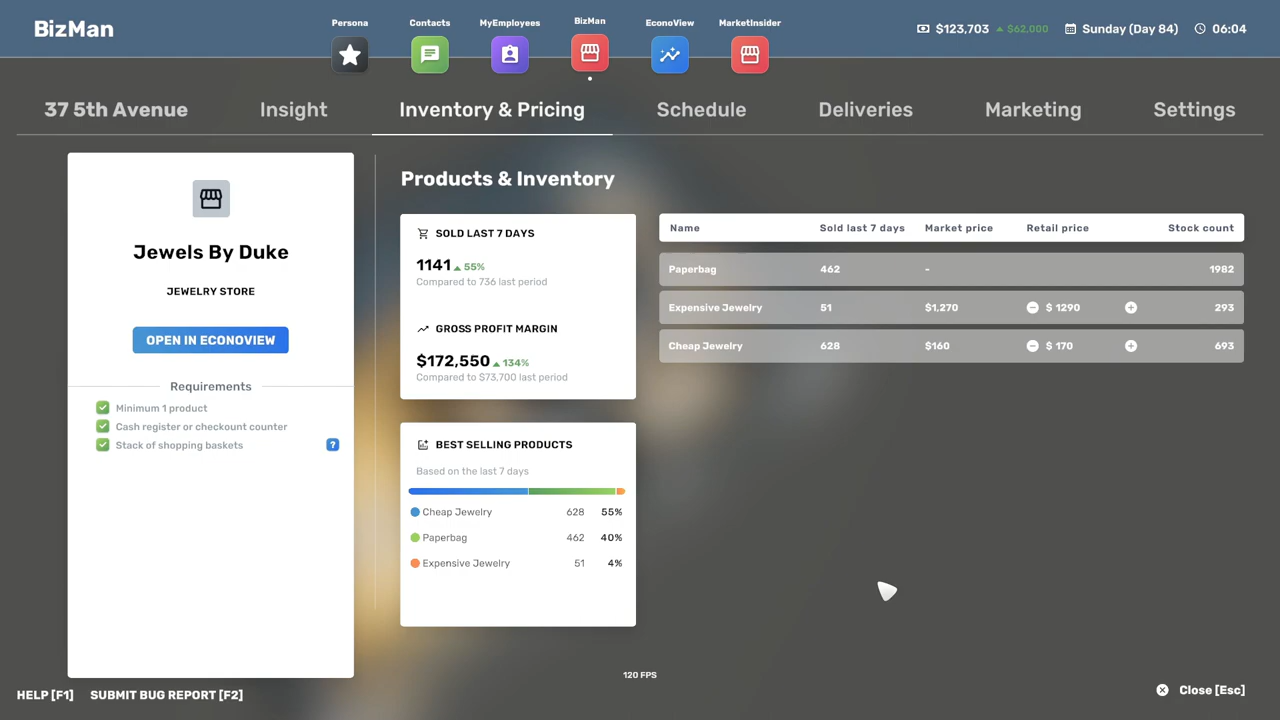 BizMan
Persona
Contacts
MyEmployees
BizMan
EconoView
MarketInsider
$123,703 $62,000
Sunday (Day 84)
06:04
37 5th Avenue
Insight
Inventory & Pricing
Schedule
Deliveries
Marketing
Settings
Jewels By Duke
JEWELRY STORE
OPEN IN ECONOVIEW
Requirements
Minimum 1 product
Cash register or checkount counter
Stack of shopping baskets
?
Products & Inventory
SOLD LAST 7 DAYS
1141 55%
Compared to 736 last period
GROSS PROFIT MARGIN
$172,550 134%
Compared to $73,700 last period
BEST SELLING PRODUCTS
Based on the last 7 days
Cheap Jewelry 628 55%
Paperbag 462 40%
Expensive Jewelry 51 4%
Name Sold last 7 days Market price Retail price Stock count
Paperbag 462 - 1982
Expensive Jewelry 51 $1,270 $ 1290 293
Cheap Jewelry 628 $160 $ 170 693
120 FPS
HELP [F1] SUBMIT BUG REPORT [F2]
Close [Esc]